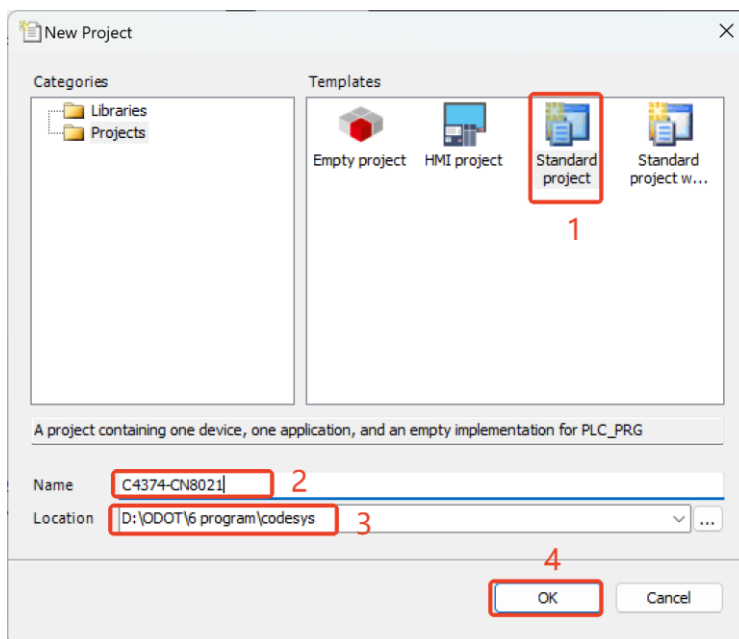 New Project
Categories
Templates
Libraries
Projects
Empty project
HMI project
Standard
project
Standard
project w...
1
A project containing one device, one application, and an empty implementation for PLC_PRG
Name
C4374-CN8021
2
Location
D:\ODOT\6 program\codesys
3
...
4
OK
Cancel